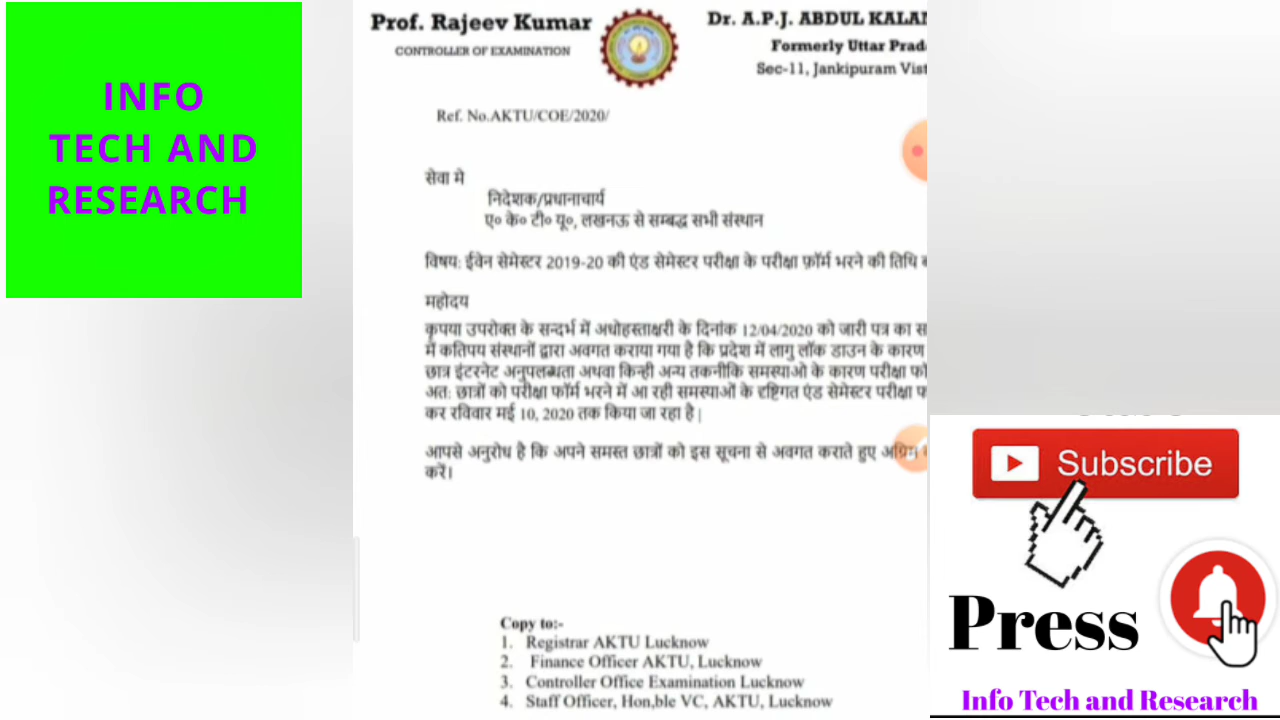 INFO
TECH AND
RESEARCH
Prof. Rajeev Kumar
CONTROLLER OF EXAMINATION
Dr. A.P.J. ABDUL KALAM
Formerly Uttar Prad
Sec-11, Jankipuram Vist
Ref. No.AKTU/COE/2020/
सेवा मे
निदेशक/प्रधानाचार्य
ए० के० टी० यू०, लखनऊ से सम्बद्ध सभी संस्थान
विषय: ईवेन सेमेस्टर 2019-20 की एंड सेमेस्टर परीक्षा के परीक्षा फ़ॉर्म भरने की तिथि
महोदय
कृपया उपरोक्त के सन्दर्भ में अधोहस्ताक्षरी के दिनांक 12/04/2020 को जारी पत्र का
में कतिपय संस्थानों द्वारा अवगत कराया गया है कि प्रदेश में लागु लॉक डाउन के कारण
छात्र इंटरनेट अनुपलब्धता अथवा किन्ही अन्य तकनीकि समस्याओ के कारण परीक्षा
अत: छात्रों को परीक्षा फॉर्म भरने में आ रही समस्याओं के दृष्टिगत एंड सेमेस्टर परीक्षा
कर रविवार मई 10, 2020 तक किया जा रहा है|
आपसे अनुरोध है कि अपने समस्त छात्रों को इस सूचना से अवगत कराते हुए अग्रिम
करें।
Copy to:-
1. Registrar AKTU Lucknow
2. Finance Officer AKTU, Lucknow
3. Controller Office Examination Lucknow
4. Staff Officer, Hon,ble VC, AKTU, Lucknow
Subscribe
Press
Info Tech and Research